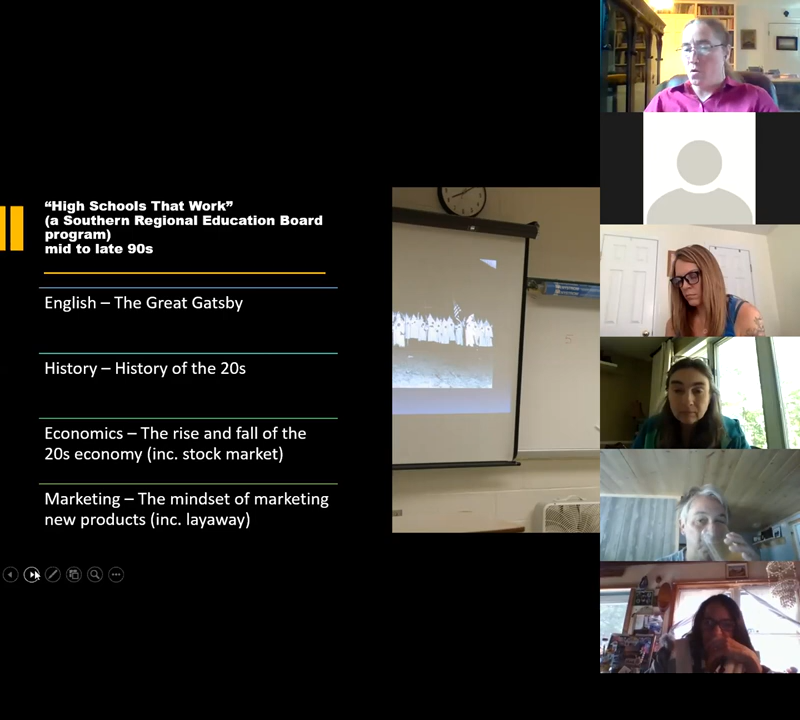 “High Schools That Work”
(a Southern Regional Education Board
program)
mid to late 90s
English – The Great Gatsby
History – History of the 20s
Economics – The rise and fall of the
20s economy (inc. stock market)
Marketing – The mindset of marketing
new products (inc. layaway)
5